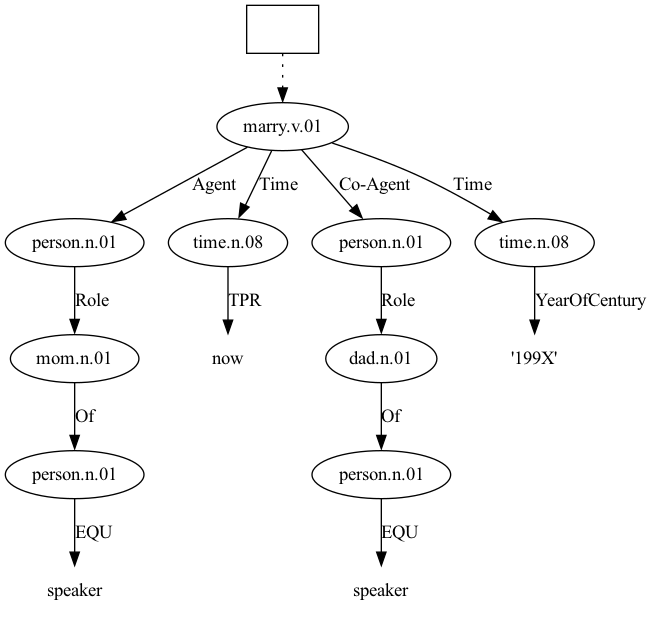 marry.v.01
Agent Time Co-Agent Time
person.n.01 time.n.08 person.n.01 time.n.08
Role TPR Role YearOfCentury
mom.n.01 now dad.n.01 '199X'
Of Of
person.n.01 person.n.01
EQU EQU
speaker speaker